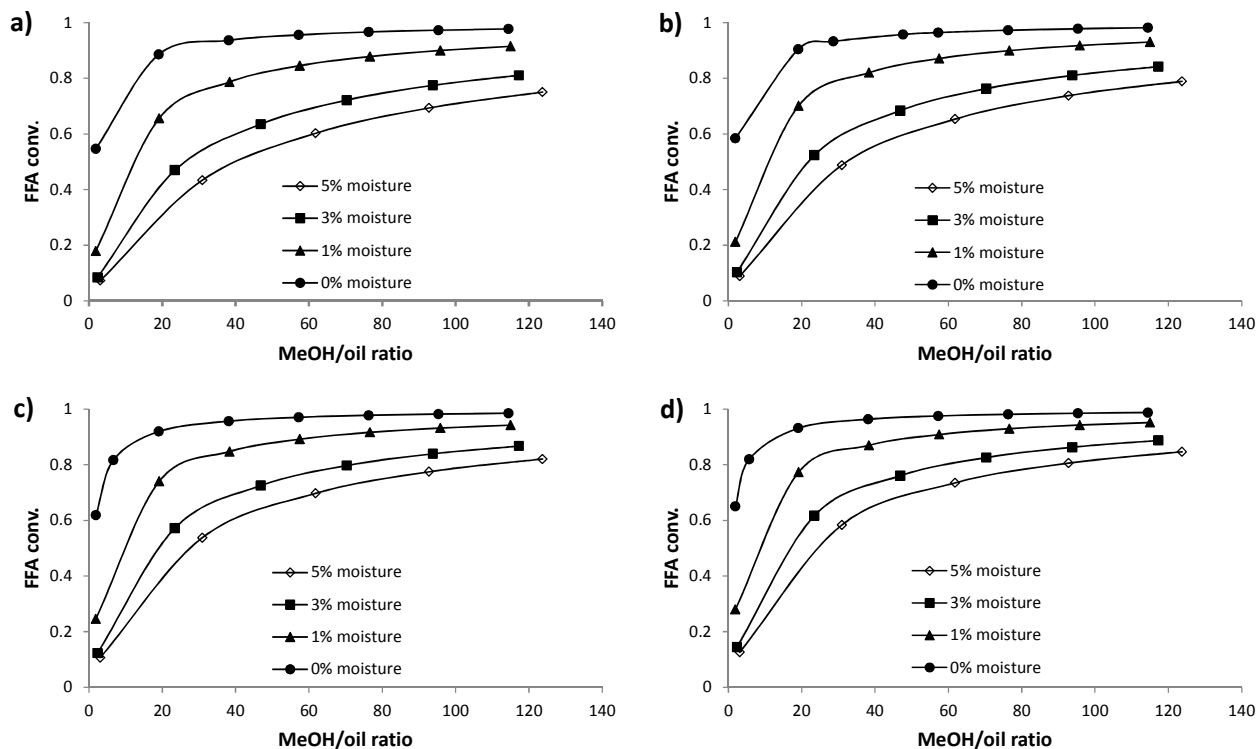 a)
FFA conv.
1
0.8
0.6
0.4
0.2
0
5% moisture
3% moisture
1% moisture
0% moisture
0 20 40 60 80 100 120 140
MeOH/oil ratio
b)
FFA conv.
1
0.8
0.6
0.4
0.2
0
5% moisture
3% moisture
1% moisture
0% moisture
0 20 40 60 80 100 120 140
MeOH/oil ratio
c)
FFA conv.
1
0.8
0.6
0.4
0.2
0
5% moisture
3% moisture
1% moisture
0% moisture
0 20 40 60 80 100 120 140
MeOH/oil ratio
d)
FFA conv.
1
0.8
0.6
0.4
0.2
0
5% moisture
3% moisture
1% moisture
0% moisture
0 20 40 60 80 100 120 140
MeOH/oil ratio